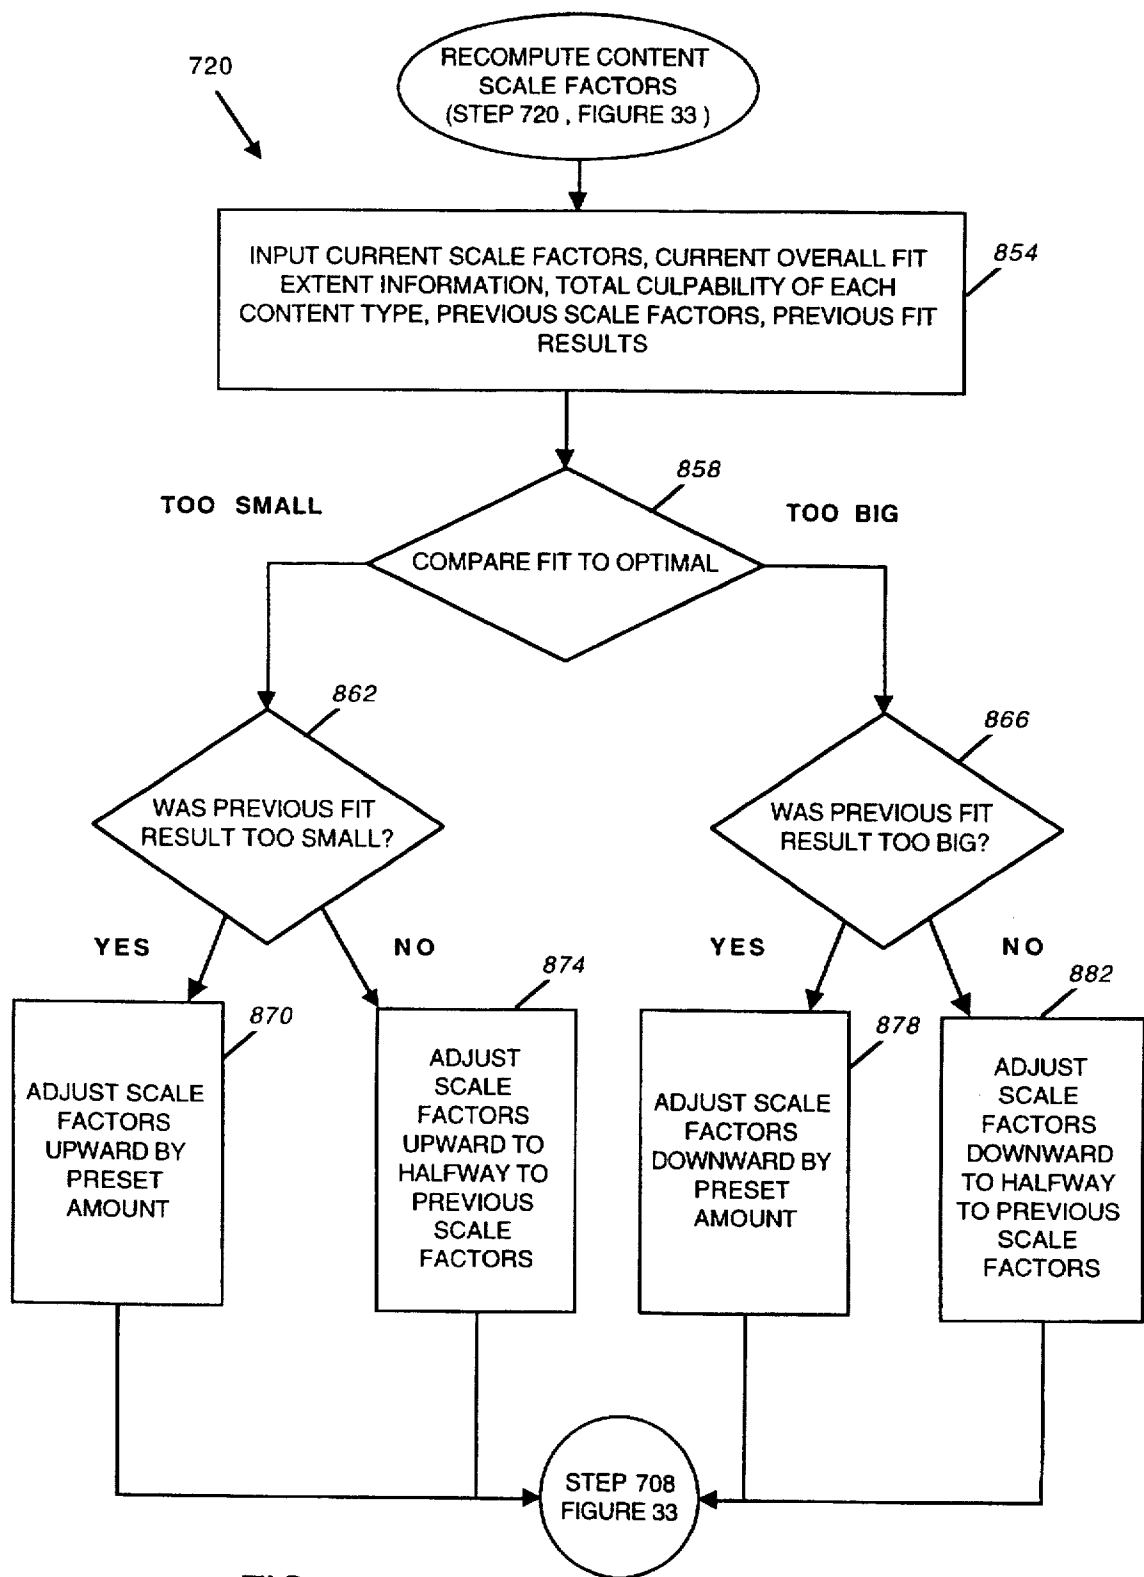 RECOMPUTE CONTENT
SCALE FACTORS
(STEP 720 , FIGURE 33 )
720
INPUT CURRENT SCALE FACTORS, CURRENT OVERALL FIT
EXTENT INFORMATION, TOTAL CULPABILITY OF EACH
CONTENT TYPE, PREVIOUS SCALE FACTORS, PREVIOUS FIT
RESULTS
854
858
TOO SMALL
TOO BIG
COMPARE FIT TO OPTIMAL
862
866
WAS PREVIOUS FIT
RESULT TOO SMALL?
WAS PREVIOUS FIT
RESULT TOO BIG?
YES
NO
YES
NO
870
874
878
882
ADJUST SCALE
FACTORS
UPWARD BY
PRESET
AMOUNT
ADJUST
SCALE
FACTORS
UPWARD TO
HALFWAY TO
PREVIOUS
SCALE
FACTORS
ADJUST SCALE
FACTORS
DOWNWARD BY
PRESET
AMOUNT
ADJUST
SCALE
FACTORS
DOWNWARD
TO HALFWAY
TO PREVIOUS
SCALE
FACTORS
STEP 708
FIGURE 33